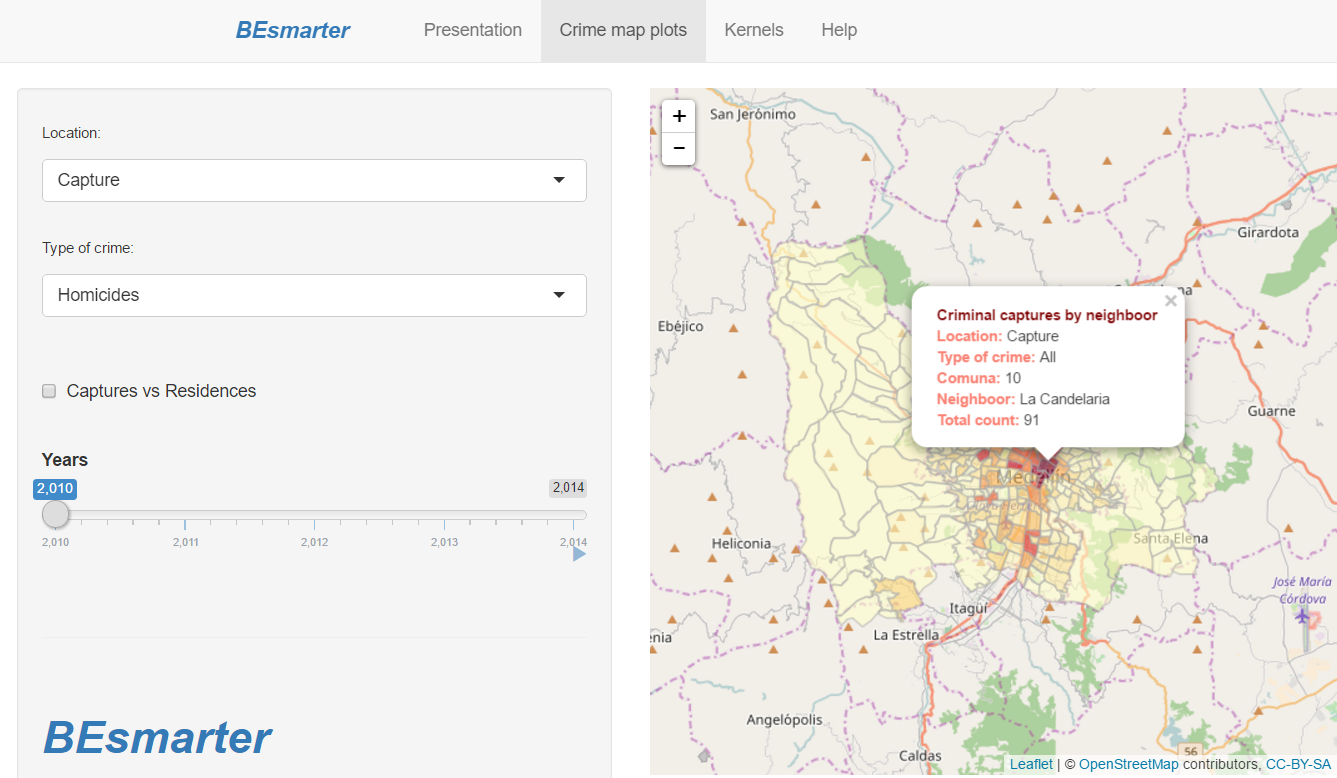 BEsmarter
Presentation
Crime map plots
Kernels
Help
Location:
Capture
Type of crime:
Homicides
Captures vs Residences
Years
2,010
2,014
2,010
2,011
2,012
2,013
2,014
BEsmarter
+
−
San Jerónimo
Girardota
na
Ebéjico
×
Criminal captures by neighboor
Location: Capture
Type of crime: All
Comuna: 10
Neighboor: La Candelaria
Total count: 91
Guarne
Medellín
Heliconia
Santa Elena
José María
Córdova
Itagüí
enia
La Estrella
Angelópolis
Caldas
56
Leaflet | © OpenStreetMap contributors, CC-BY-SA